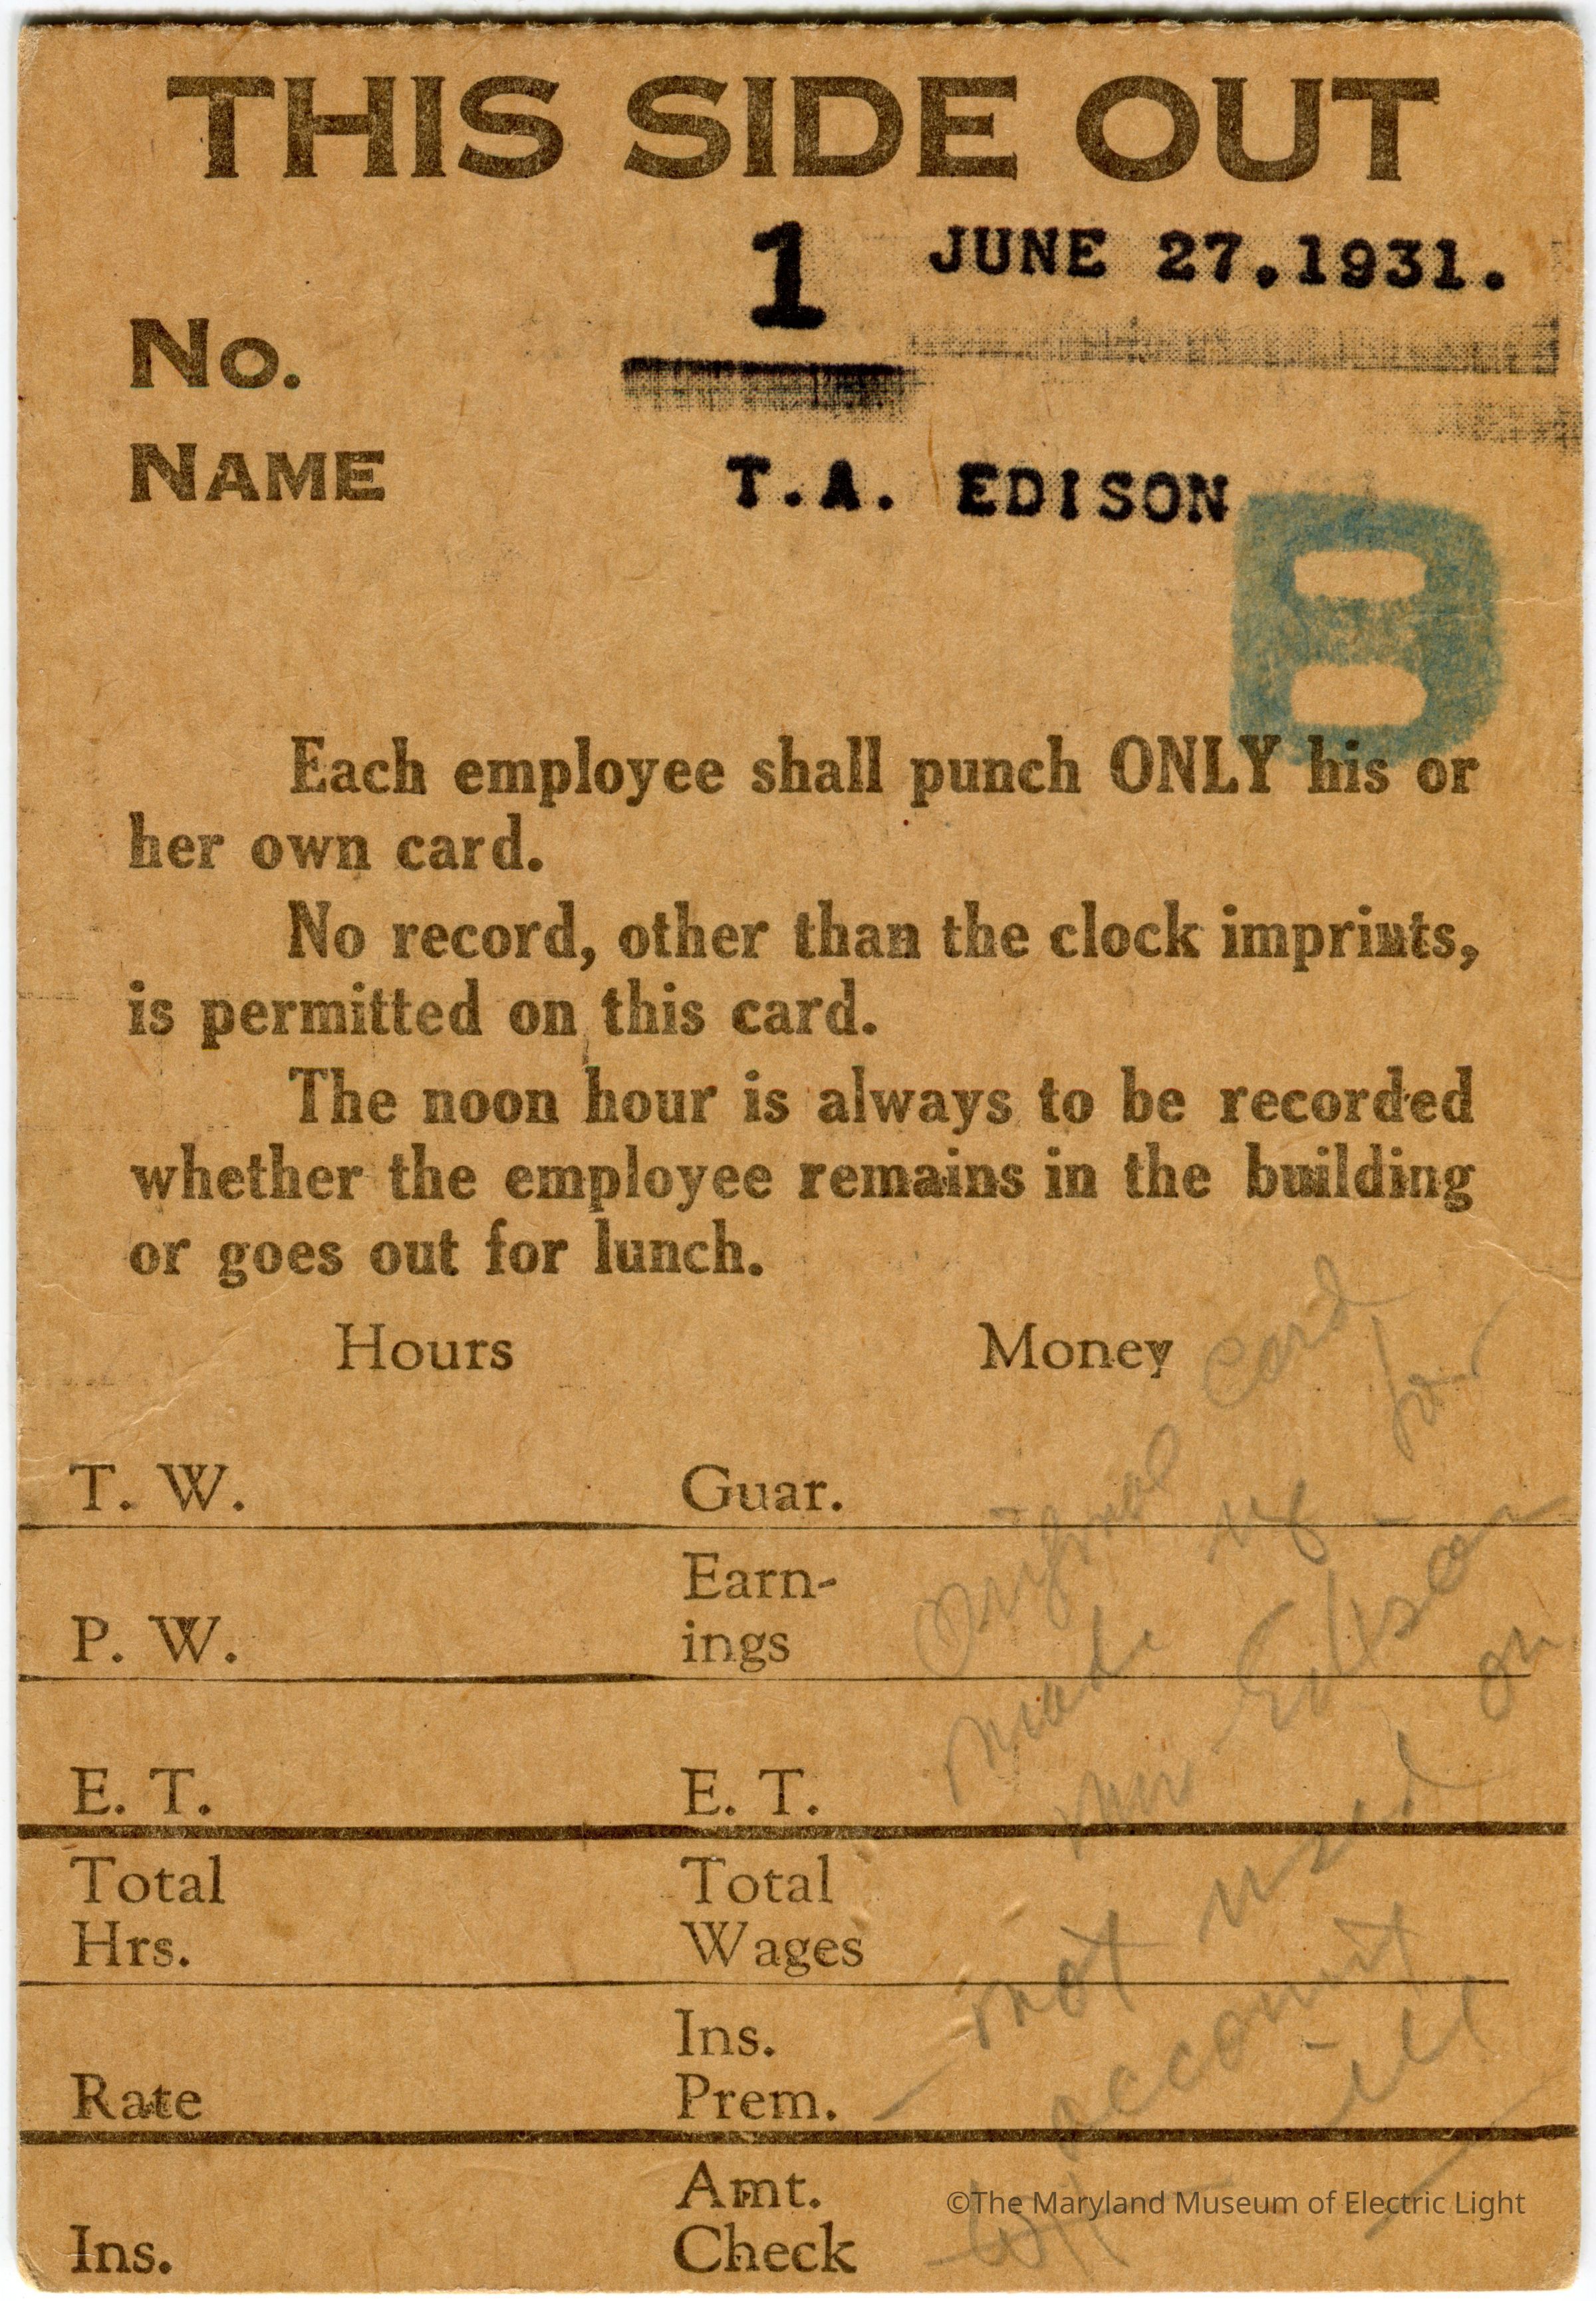 THIS SIDE OUT
1 JUNE 27.1931.
No.
NAME T.A. EDISON
B
Each employee shall punch ONLY his or
her own card.
No record, other than the clock imprints,
is permitted on this card.
The noon hour is always to be recorded
whether the employee remains in the building
or goes out for lunch.
Hours Money
T. W. Guar.
Earn-
P. W. ings
E. T. E. T.
Total Total
Hrs. Wages
Ins.
Rate Prem.
Amt.
Ins. Check
Original Card
made up for
Mr Edison
— not used on
account
ill —
©The Maryland Museum of Electric Light